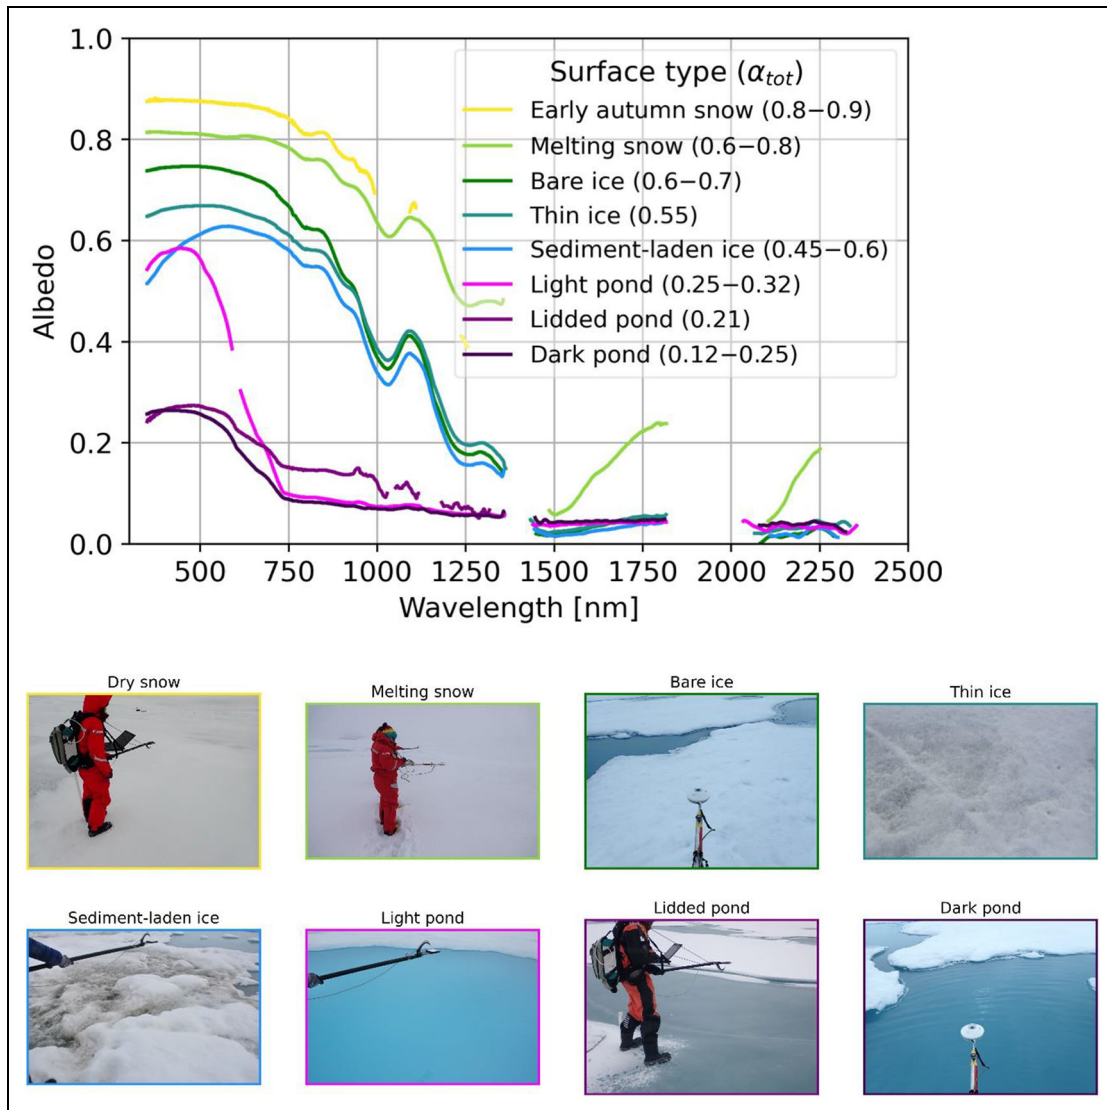 1.0
0.8
0.6
0.4
0.2
0.0
Albedo
Surface type (α_tot)
Early autumn snow (0.8−0.9)
Melting snow (0.6−0.8)
Bare ice (0.6−0.7)
Thin ice (0.55)
Sediment-laden ice (0.45−0.6)
Light pond (0.25−0.32)
Lidded pond (0.21)
Dark pond (0.12−0.25)
500 750 1000 1250 1500 1750 2000 2250 2500
Wavelength [nm]
Dry snow Melting snow Bare ice Thin ice
Sediment-laden ice Light pond Lidded pond Dark pond